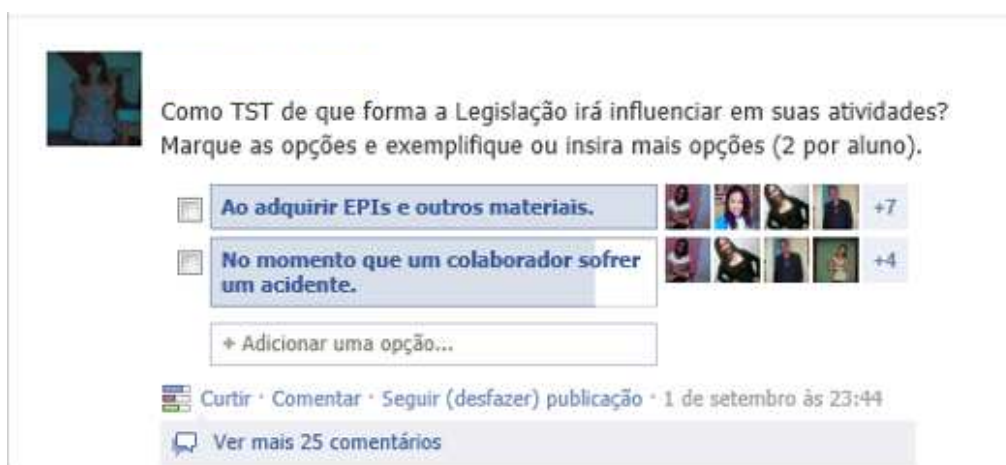 Como TST de que forma a Legislação irá influenciar em suas atividades?
Marque as opções e exemplifique ou insira mais opções (2 por aluno).
Ao adquirir EPIs e outros materiais.
+7
No momento que um colaborador sofrer
um acidente.
+4
+ Adicionar uma opção...
Curtir · Comentar · Seguir (desfazer) publicação · 1 de setembro às 23:44
Ver mais 25 comentários